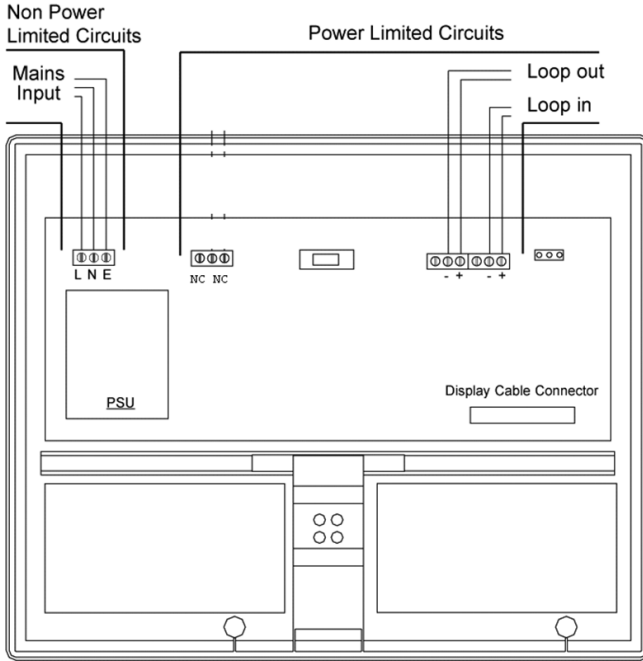 Non Power
Limited Circuits
Power Limited Circuits
Mains
Input
Loop out
Loop in
L N E
NC NC
- + - +
PSU
Display Cable Connector